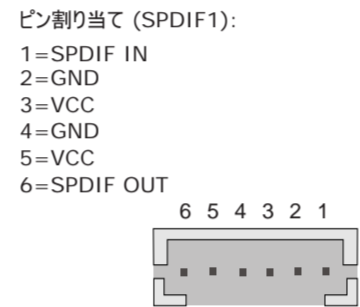 ピン割り当て (SPDIF1):
1=SPDIF IN
2=GND
3=VCC
4=GND
5=VCC
6=SPDIF OUT
6 5 4 3 2 1